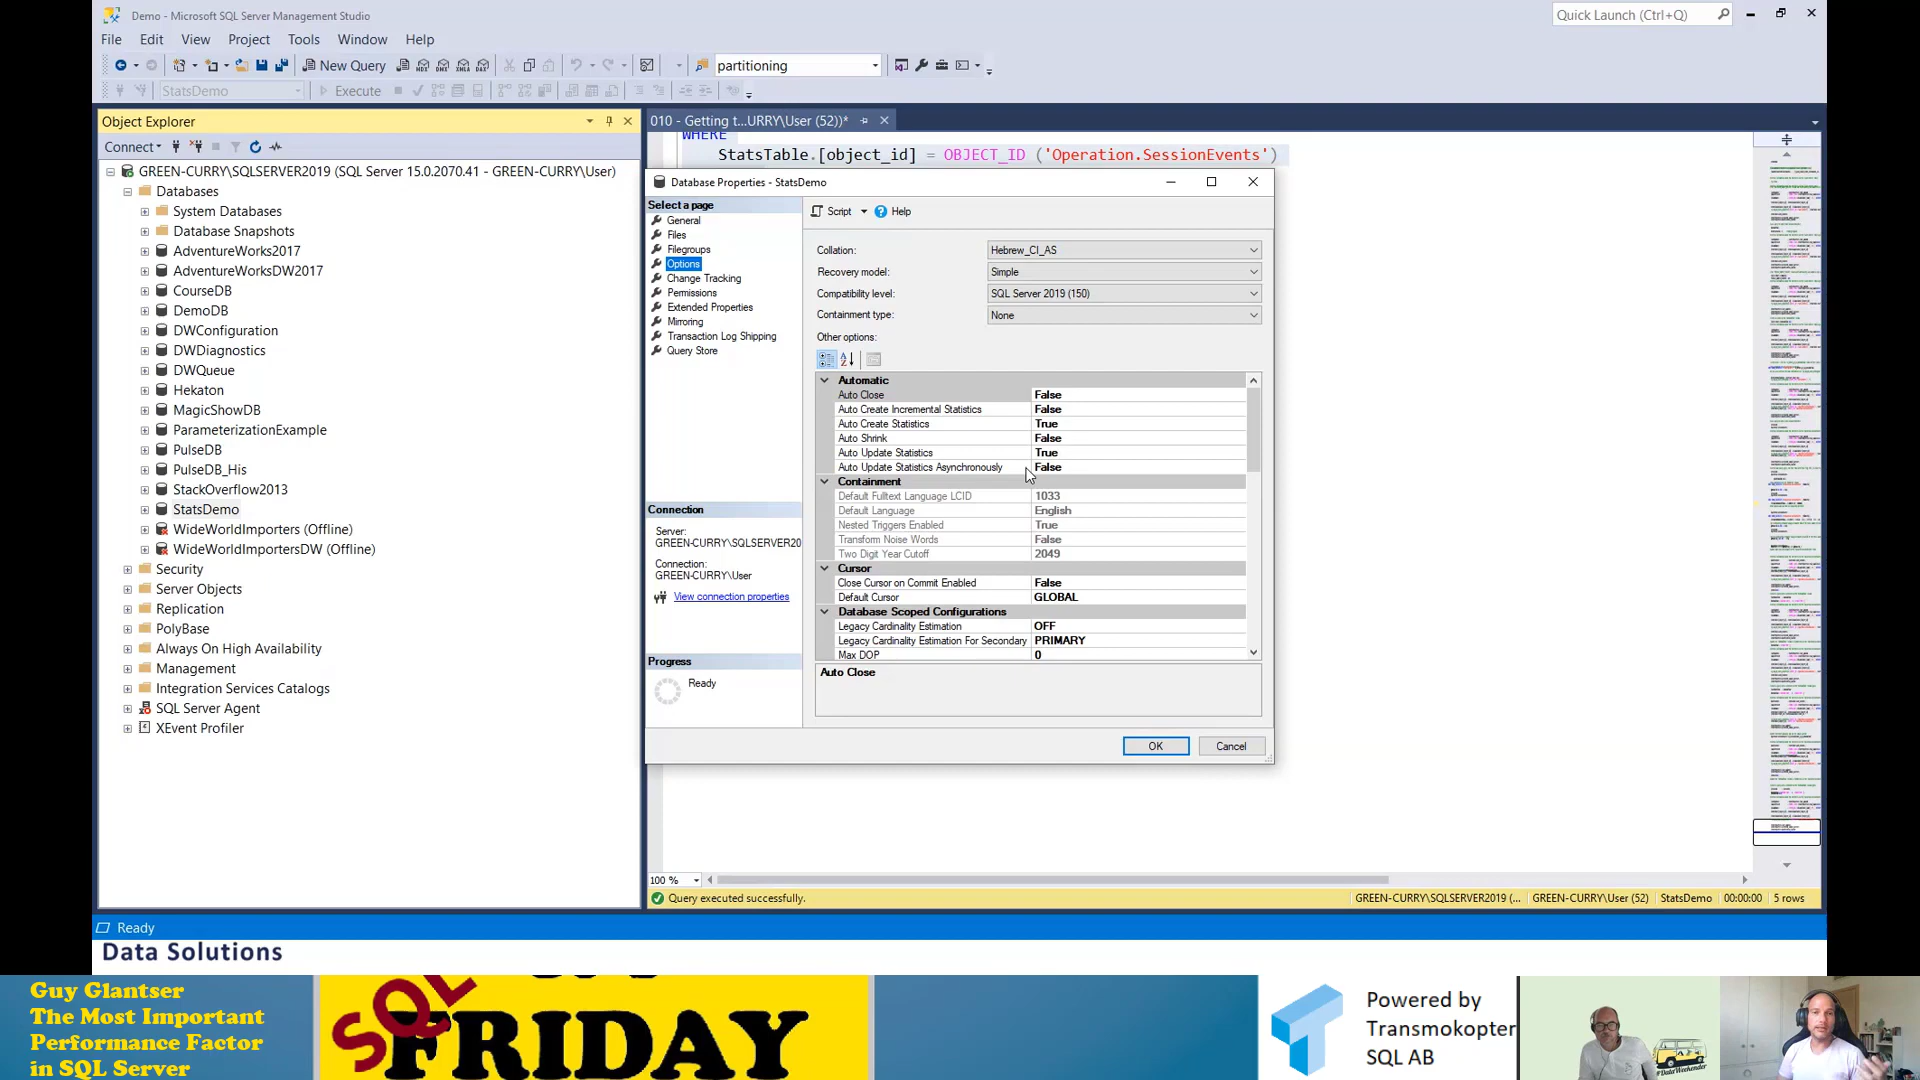 Demo - Microsoft SQL Server Management Studio
Quick Launch (Ctrl+Q)
File Edit View Project Tools Window Help
New Query
partitioning
StatsDemo
Execute
Object Explorer
Connect
GREEN-CURRY\SQLSERVER2019 (SQL Server 15.0.2070.41 - GREEN-CURRY\User)
Databases
System Databases
Database Snapshots
AdventureWorks2017
AdventureWorksDW2017
CourseDB
DemoDB
DWConfiguration
DWDiagnostics
DWQueue
Hekaton
MagicShowDB
ParameterizationExample
PulseDB
PulseDB_His
StackOverflow2013
StatsDemo
WideWorldImporters (Offline)
WideWorldImportersDW (Offline)
Security
Server Objects
Replication
PolyBase
Always On High Availability
Management
Integration Services Catalogs
SQL Server Agent
XEvent Profiler
010 - Getting t...URRY\User (52))*
WHERE
StatsTable.[object_id] = OBJECT_ID ('Operation.SessionEvents')
Database Properties - StatsDemo
Select a page
General
Files
Filegroups
Options
Change Tracking
Permissions
Extended Properties
Mirroring
Transaction Log Shipping
Query Store
Connection
Server:
GREEN-CURRY\SQLSERVER20
Connection:
GREEN-CURRY\User
View connection properties
Progress
Ready
Script Help
Collation: Hebrew_CI_AS
Recovery model: Simple
Compatibility level: SQL Server 2019 (150)
Containment type: None
Other options:
Automatic
Auto Close False
Auto Create Incremental Statistics False
Auto Create Statistics True
Auto Shrink False
Auto Update Statistics True
Auto Update Statistics Asynchronously False
Containment
Default Fulltext Language LCID 1033
Default Language English
Nested Triggers Enabled True
Transform Noise Words False
Two Digit Year Cutoff 2049
Cursor
Close Cursor on Commit Enabled False
Default Cursor GLOBAL
Database Scoped Configurations
Legacy Cardinality Estimation OFF
Legacy Cardinality Estimation For Secondary PRIMARY
Max DOP 0
Auto Close
OK Cancel
100 %
Query executed successfully.
GREEN-CURRY\SQLSERVER2019 (... GREEN-CURRY\User (52) StatsDemo 00:00:00 5 rows
Ready
Data Solutions
Guy Glantser
The Most Important
Performance Factor
in SQL Server
SQL
FRIDAY
Powered by
Transmokopter
SQL AB
#DataWeekender